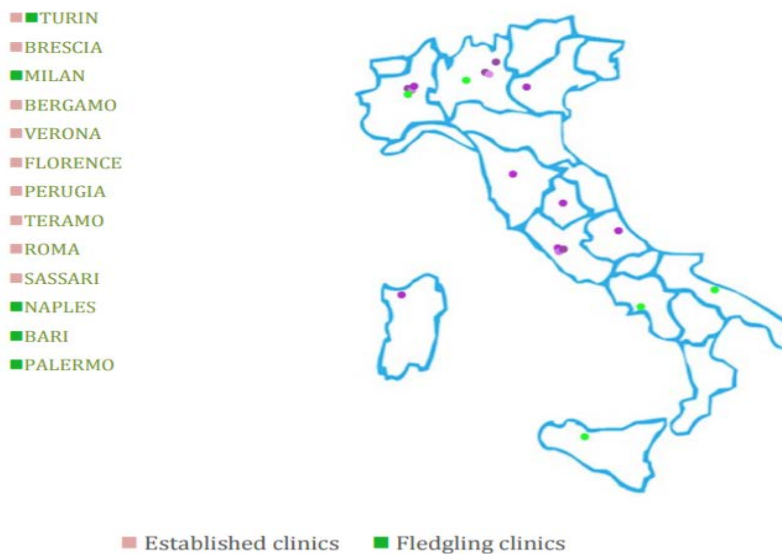 TURIN
BRESCIA
MILAN
BERGAMO
VERONA
FLORENCE
PERUGIA
TERAMO
ROMA
SASSARI
NAPLES
BARI
PALERMO
Established clinics Fledgling clinics